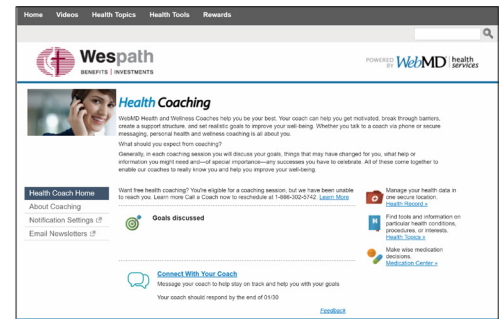 Home Videos Health Topics Health Tools Rewards
Wespath
BENEFITS | INVESTMENTS
POWERED BY WebMD health services
Health Coaching
WebMD Health and Wellness Coaches help you be your best. Your coach can help you get motivated, break through barriers,
create a support structure, and set realistic goals to improve your well-being. Whether you talk to a coach via phone or secure
messaging, personal health and wellness coaching is all about you.
What should you expect from coaching?
Generally, in each coaching session you will discuss your goals, things that may have changed for you, what help or
information you might need and—of special importance—any successes you have to celebrate. All of these come together to
enable our coaches to really know you and help you improve your well-being.
Health Coach Home
About Coaching
Notification Settings
Email Newsletters
Want free health coaching? You're eligible for a coaching session, but we have been unable
to reach you. Learn more Call a Coach now to reschedule at 1-866-302-5742. Learn More
Goals discussed
Connect With Your Coach
Message your coach to help stay on track and help you with your goals
Your coach should respond by the end of 01/30
Feedback
Manage your health data in
one secure location.
Health Record »
Find tools and information on
particular health conditions,
procedures, or interests.
Health Topics »
Make wise medication
decisions.
Medication Center »